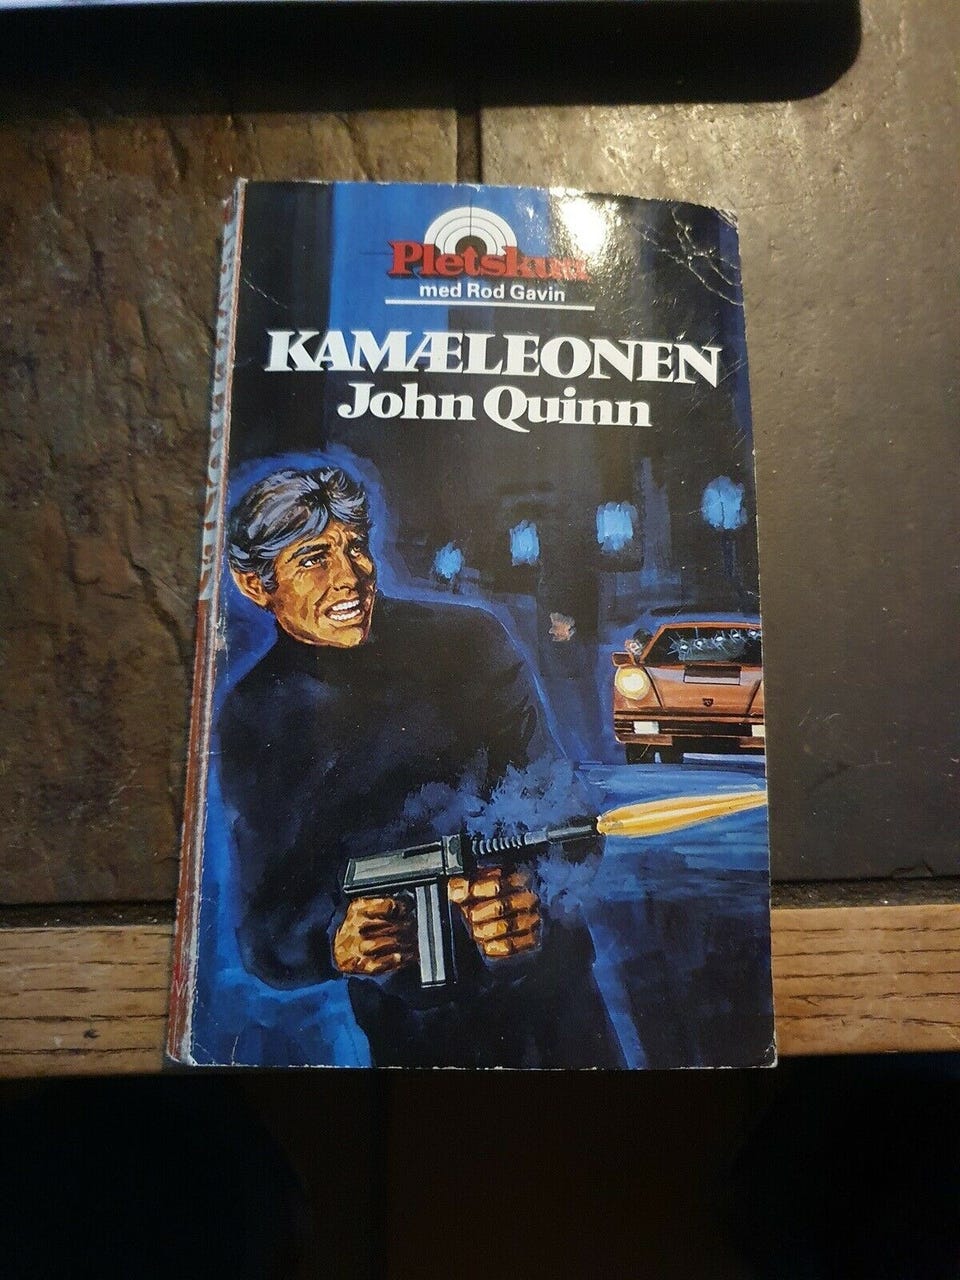 Pletskud
med Rod Gavin
KAMÆLEONEN
John Quinn